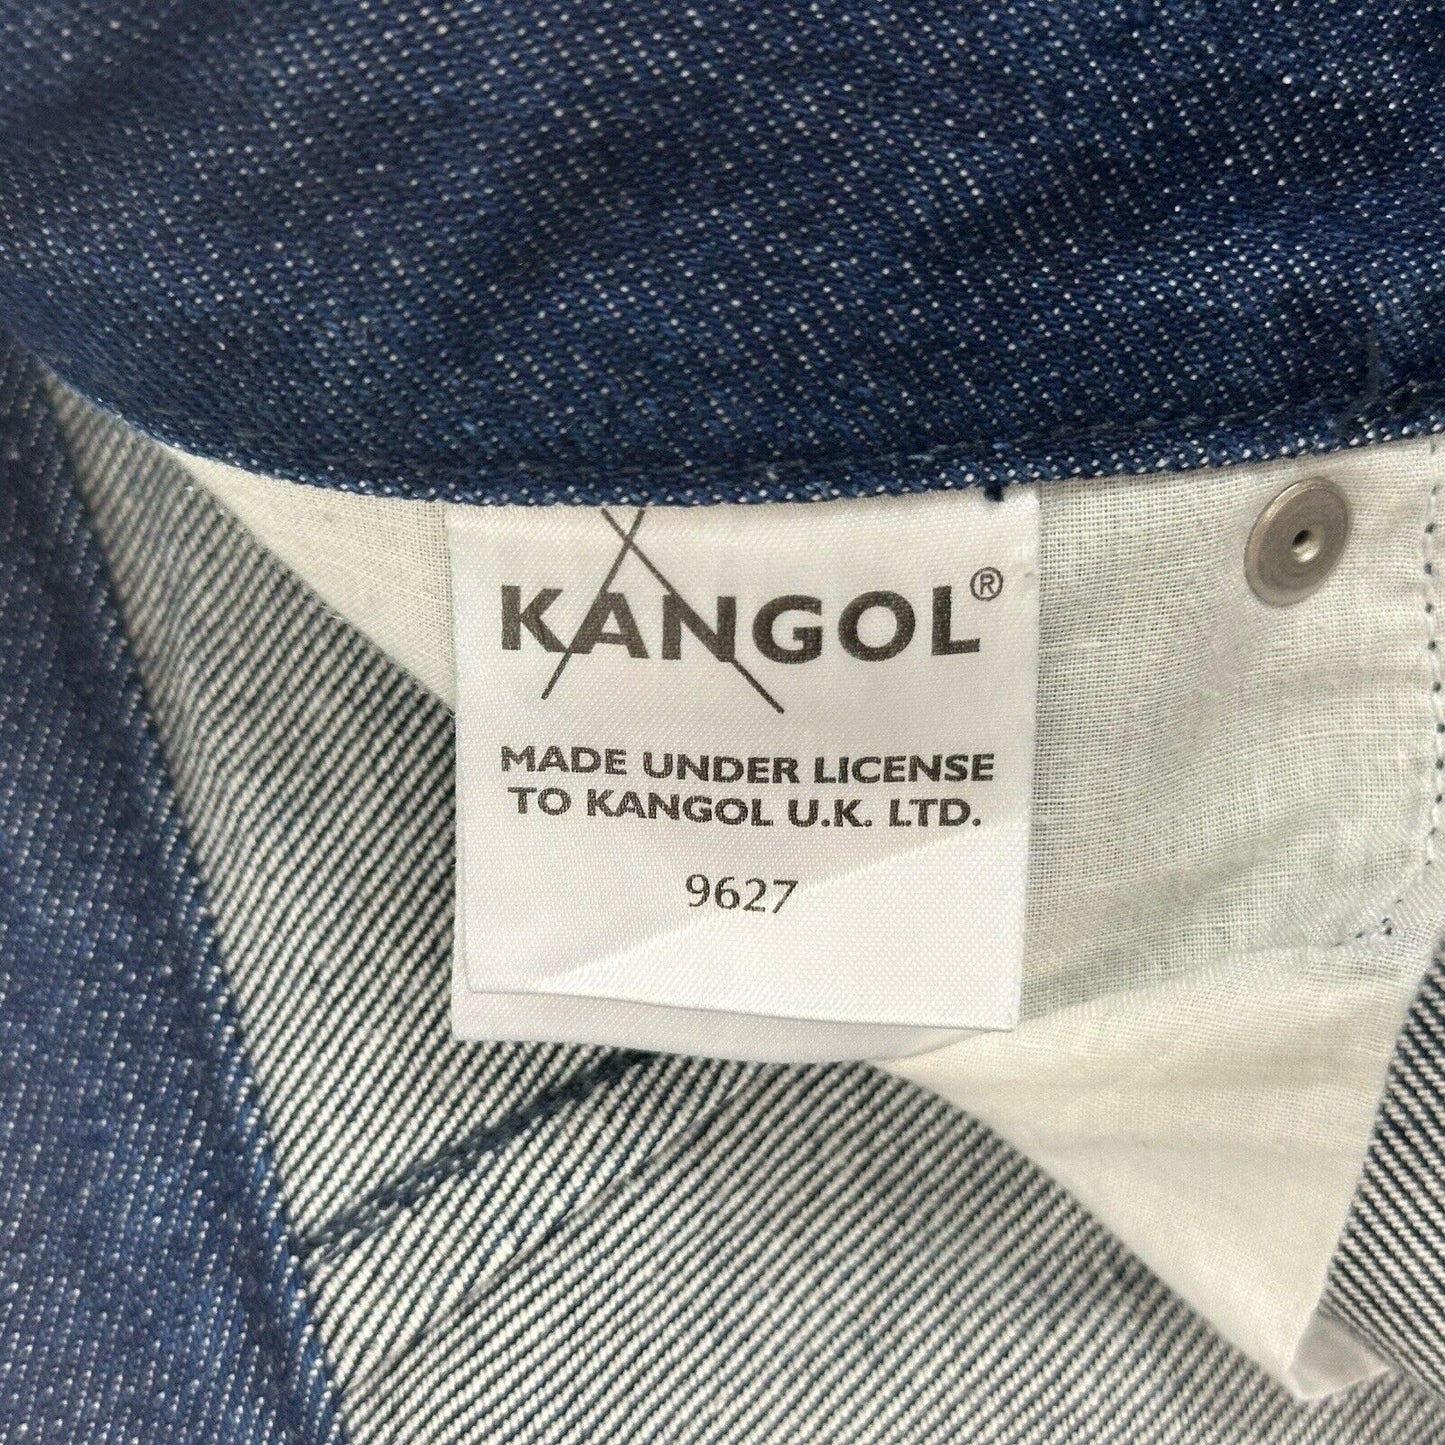 KANGOL®
MADE UNDER LICENSE
TO KANGOL U.K. LTD.
9627